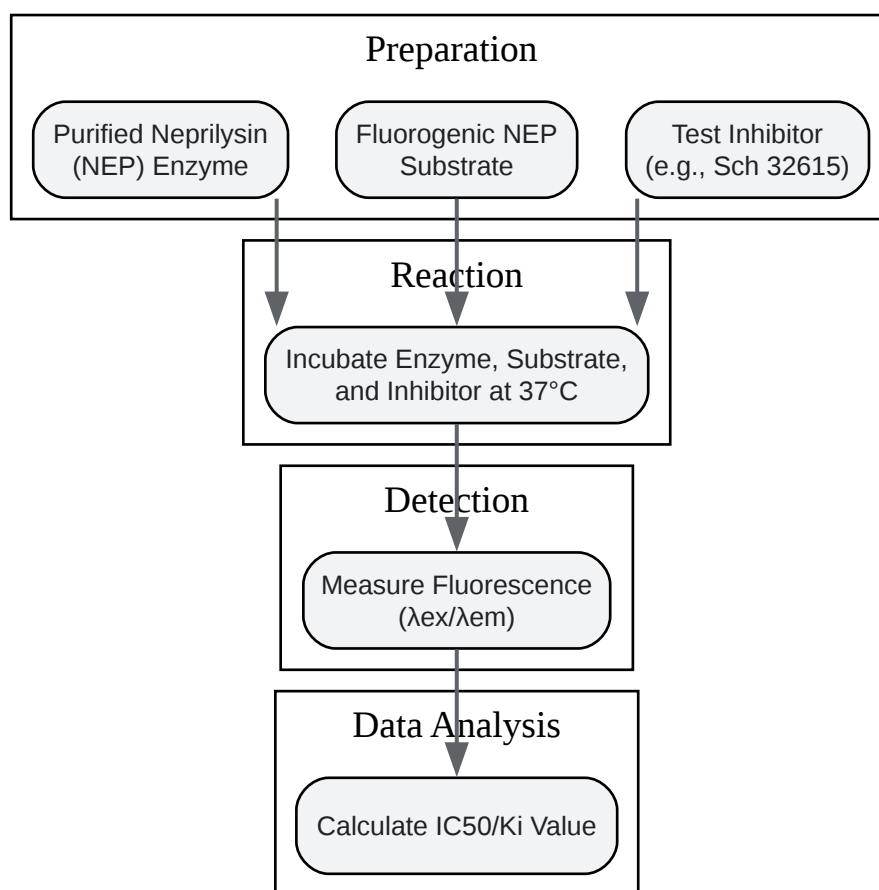 Preparation
Purified Neprilysin
(NEP) Enzyme
Fluorogenic NEP
Substrate
Test Inhibitor
(e.g., Sch 32615)
Reaction
Incubate Enzyme, Substrate,
and Inhibitor at 37°C
Detection
Measure Fluorescence
(λex/λem)
Data Analysis
Calculate IC50/Ki Value